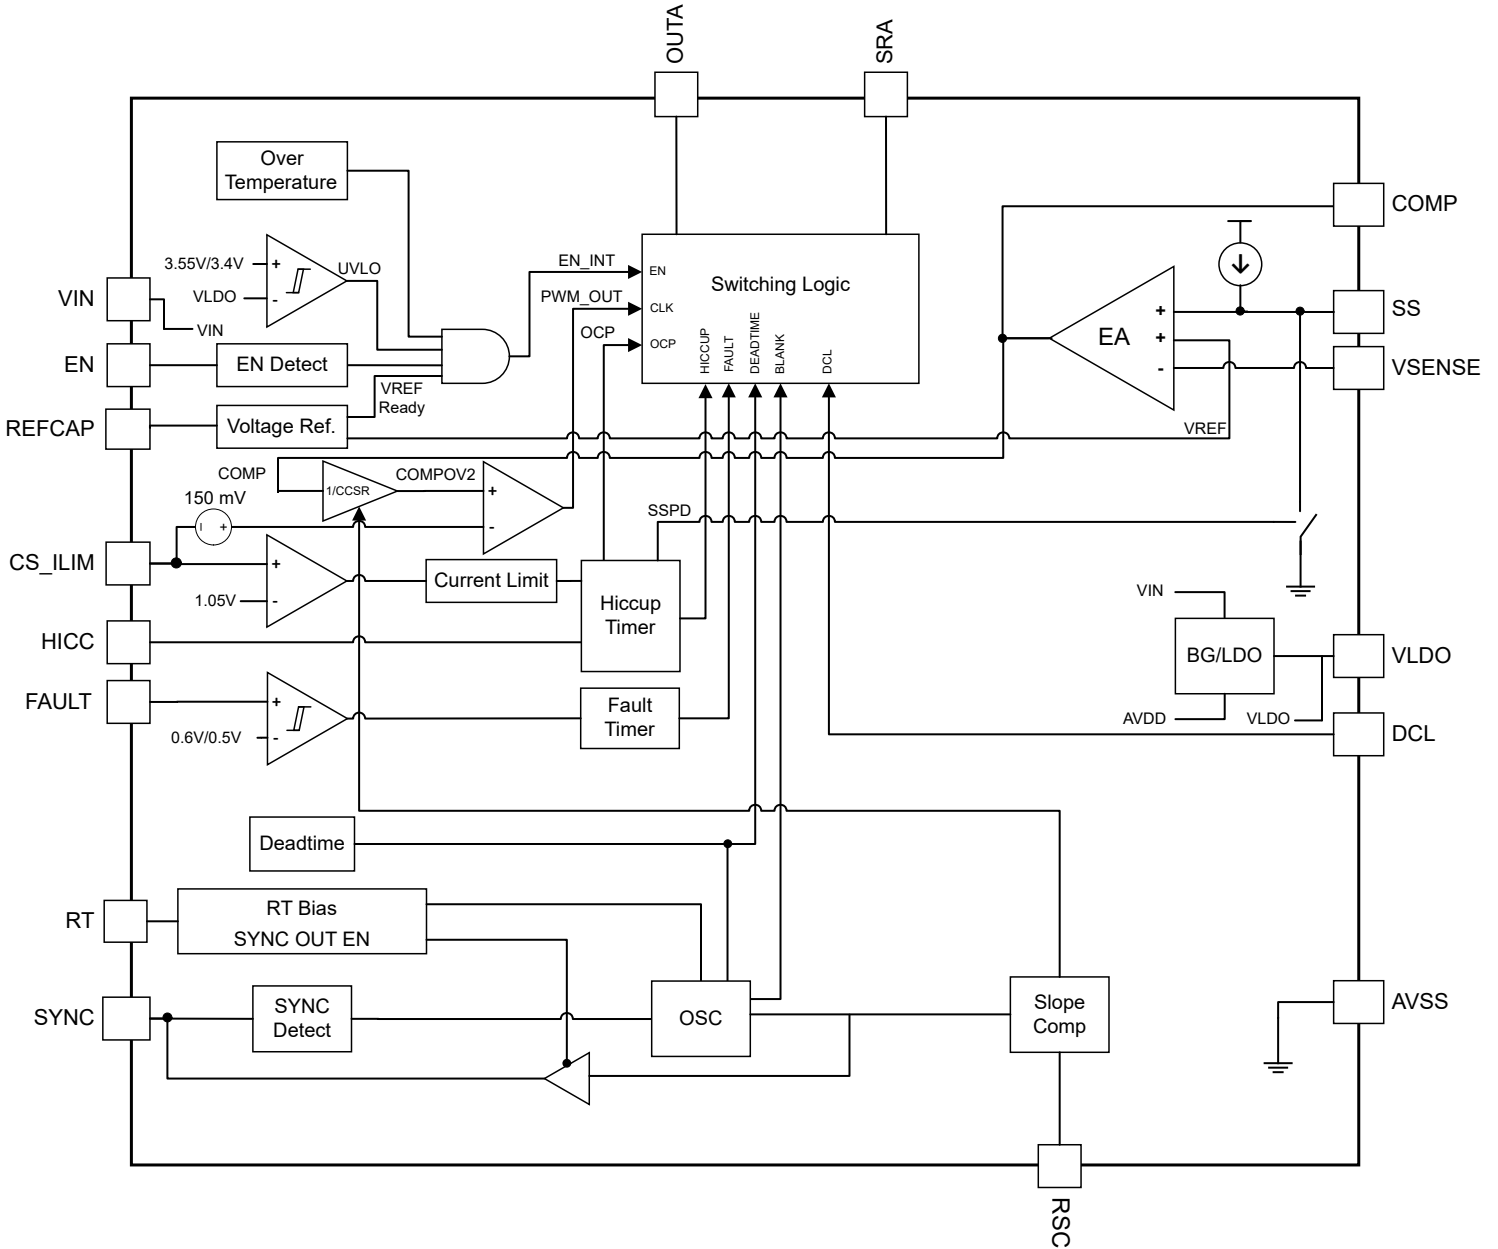 OUTA
SRA
Over
Temperature
COMP
3.55V/3.4V
+
UVLO
VLDO
-
VIN
VIN
EN_INT
EN
Switching Logic
PWM_OUT
CLK
OCP
OCP
HICCUP
FAULT
DEADTIME
BLANK
DCL
EA
+
+
-
SS
VSENSE
EN
EN Detect
VREF
Ready
REFCAP
Voltage Ref.
VREF
COMP
1/CCSR
COMPOV2
+
-
150 mV
+
SSPD
CS_ILIM
+
1.05V
-
Current Limit
Hiccup
Timer
HICC
VIN
BG/LDO
VLDO
AVDD
VLDO
FAULT
+
0.6V/0.5V
-
Fault
Timer
DCL
Deadtime
RT
RT Bias
SYNC OUT EN
SYNC
SYNC
Detect
OSC
Slope
Comp
AVSS
RSC